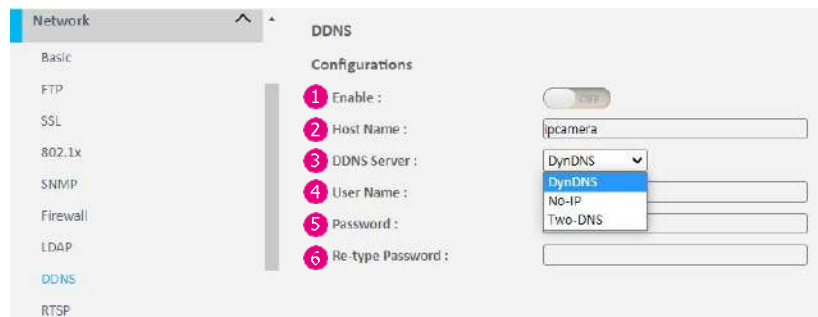 Network
Basic
FTP
SSL
802.1x
SNMP
Firewall
LDAP
DDNS
RTSP
DDNS
Configurations
1 Enable :
OFF
2 Host Name :
ipcamera
3 DDNS Server :
DynDNS
DynDNS
No-IP
Two-DNS
4 User Name :
5 Password :
6 Re-type Password :